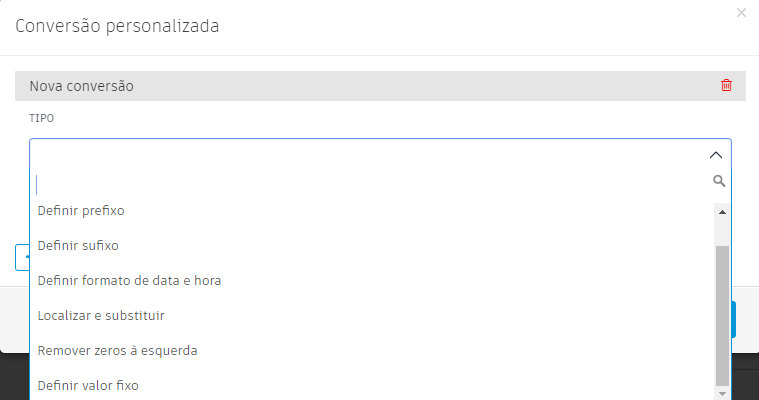 Conversão personalizada
Nova conversão
TIPO
Definir prefixo
Definir sufixo
Definir formato de data e hora
Localizar e substituir
Remover zeros à esquerda
Definir valor fixo